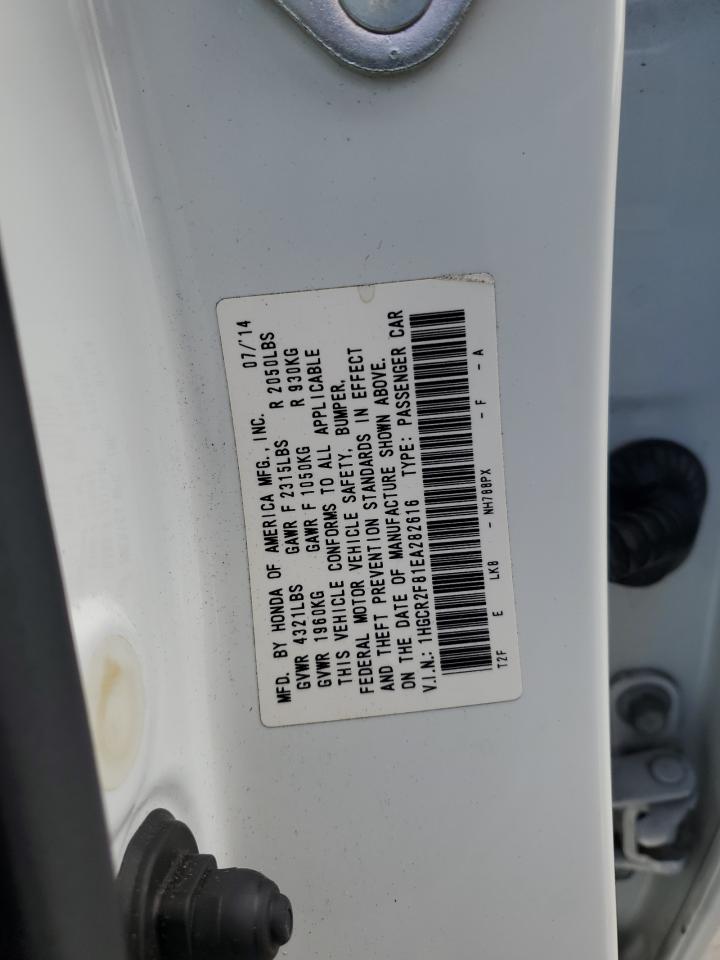 MFD. BY HONDA OF AMERICA MFG., INC. 07/'14
GVWR 4321LBS GAWR F 2315LBS R 2050LBS
GVWR 1960KG GAWR F 1050KG R 930KG
THIS VEHICLE CONFORMS TO ALL APPLICABLE
FEDERAL MOTOR VEHICLE SAFETY, BUMPER,
AND THEFT PREVENTION STANDARDS IN EFFECT
ON THE DATE OF MANUFACTURE SHOWN ABOVE.
V.I.N.: 1HGCR2F81EA282616 TYPE: PASSENGER CAR
T2F E LK8 - NH788PX - F - A